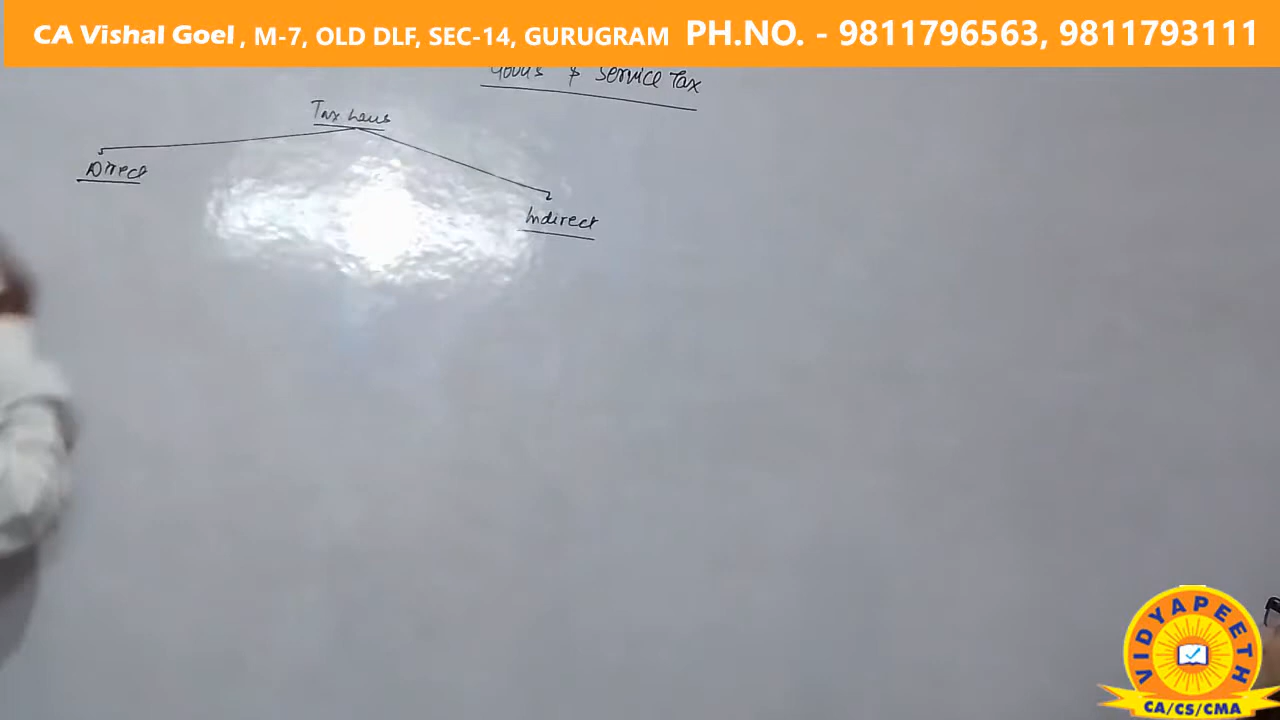 CA Vishal Goel , M-7, OLD DLF, SEC-14, GURUGRAM PH.NO. - 9811796563, 9811793111
Goods & Service Tax
Tax Laws
Direct
Indirect
VIDYAPEETH
CA/CS/CMA